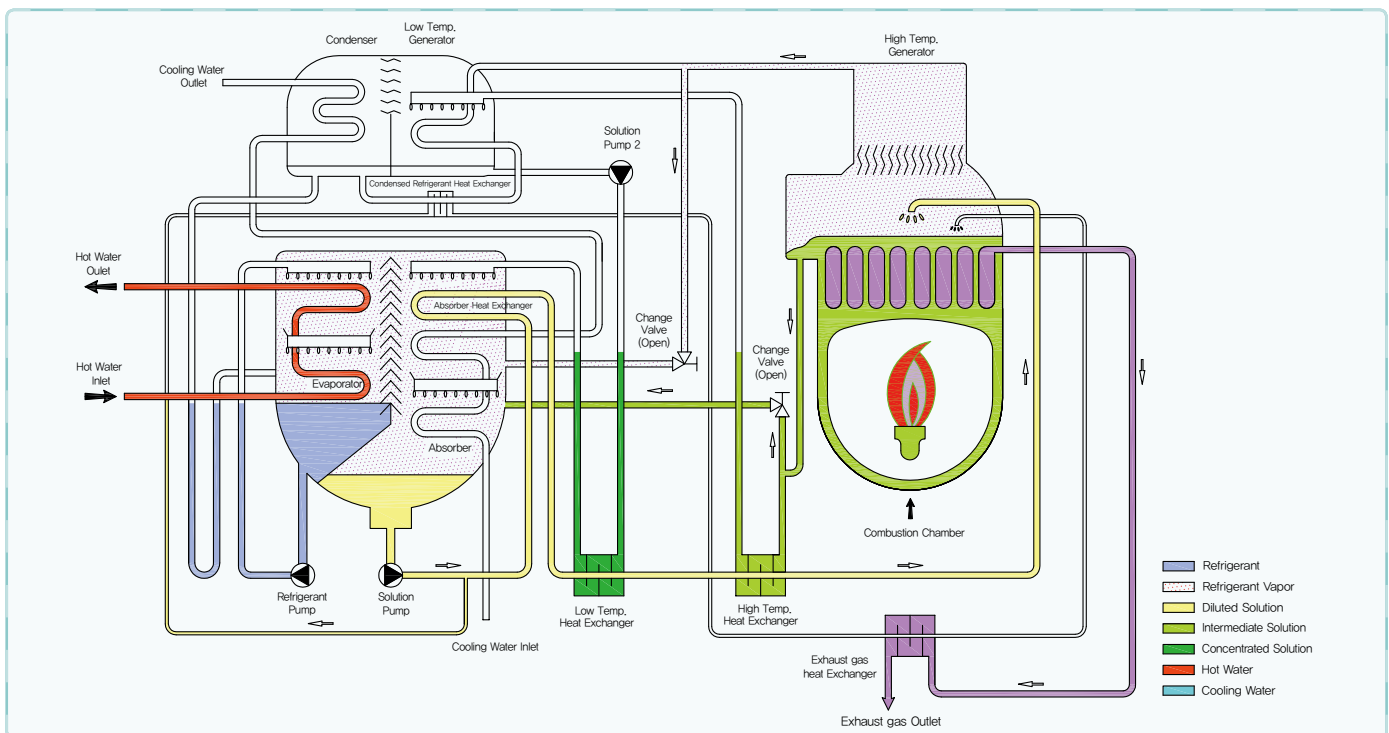 Low Temp.
Generator
Condenser
High Temp.
Generator
Cooling Water
Outlet
Solution
Pump 2
Condensed Refrigerant Heat Exchanger
Hot Water
Oulet
Absorber Heat Exchanger
Change
Valve
(Open)
Change
Valve
(Open)
Hot Water
Inlet
Evaporator
Absorber
Combustion Chamber
Refrigerant
Pump
Solution
Pump
Low Temp.
Heat Exchanger
High Temp.
Heat Exchanger
Cooling Water Inlet
Exhaust gas
heat Exchanger
Exhaust gas Outlet
Refrigerant
Refrigerant Vapor
Diluted Solution
Intermediate Solution
Concentrated Solution
Hot Water
Cooling Water